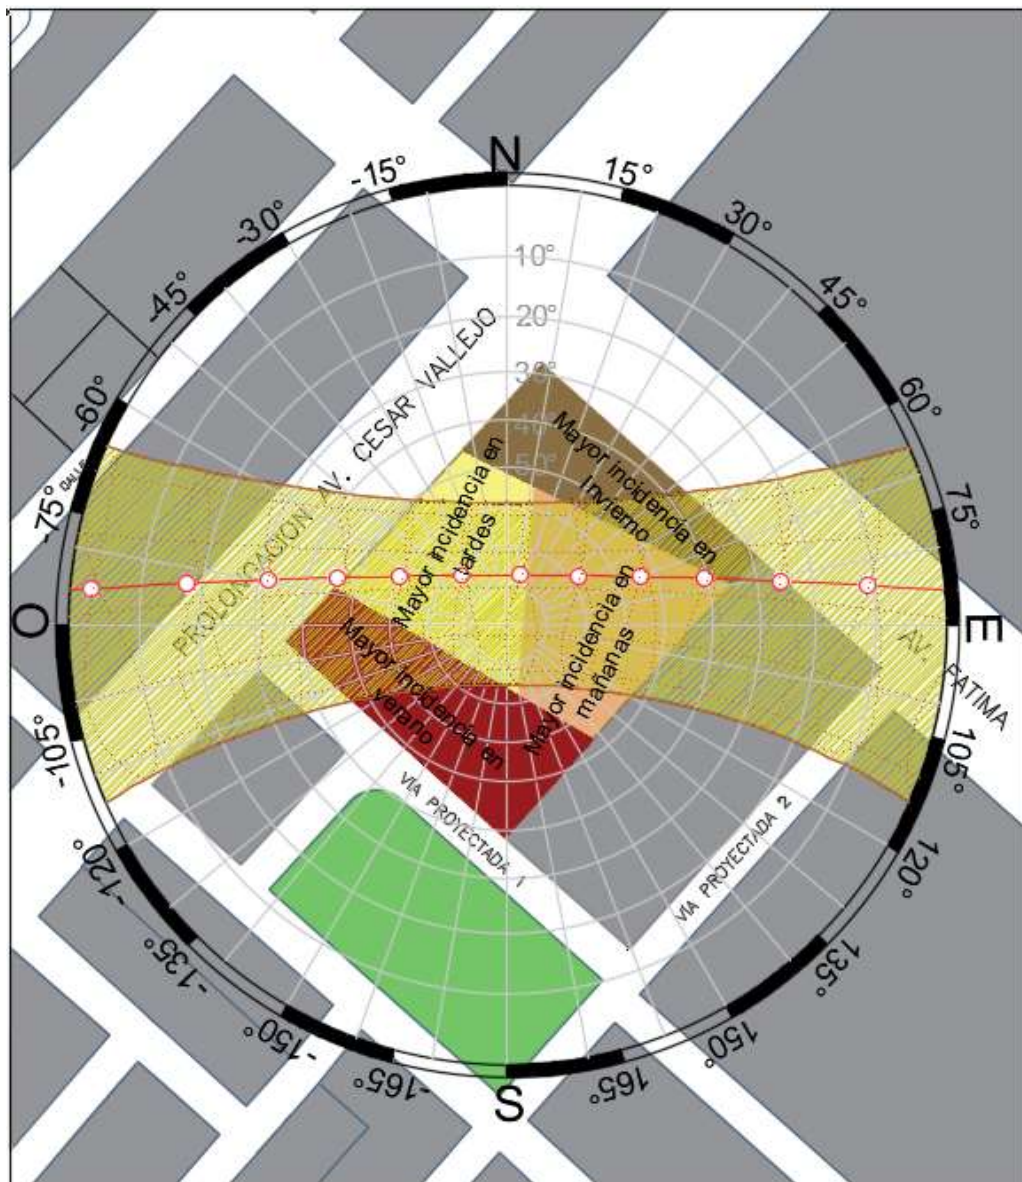 N
-15°
15°
-30°
30°
-45°
45°
-60°
60°
-75°
75°
10°
20°
30°
40°
50°
PROLONGACION AV. CESAR VALLEJO
Mayor incidencia en
Invierno
Mayor incidencia en
tardes
Mayor incidencia en
mañanas
Mayor incidencia en
verano
O
E
AV. FATIMA
-105°
105°
VIA PROYECTADA 1
VIA PROYECTADA 2
-120°
120°
-135°
135°
-150°
150°
-165°
165°
S